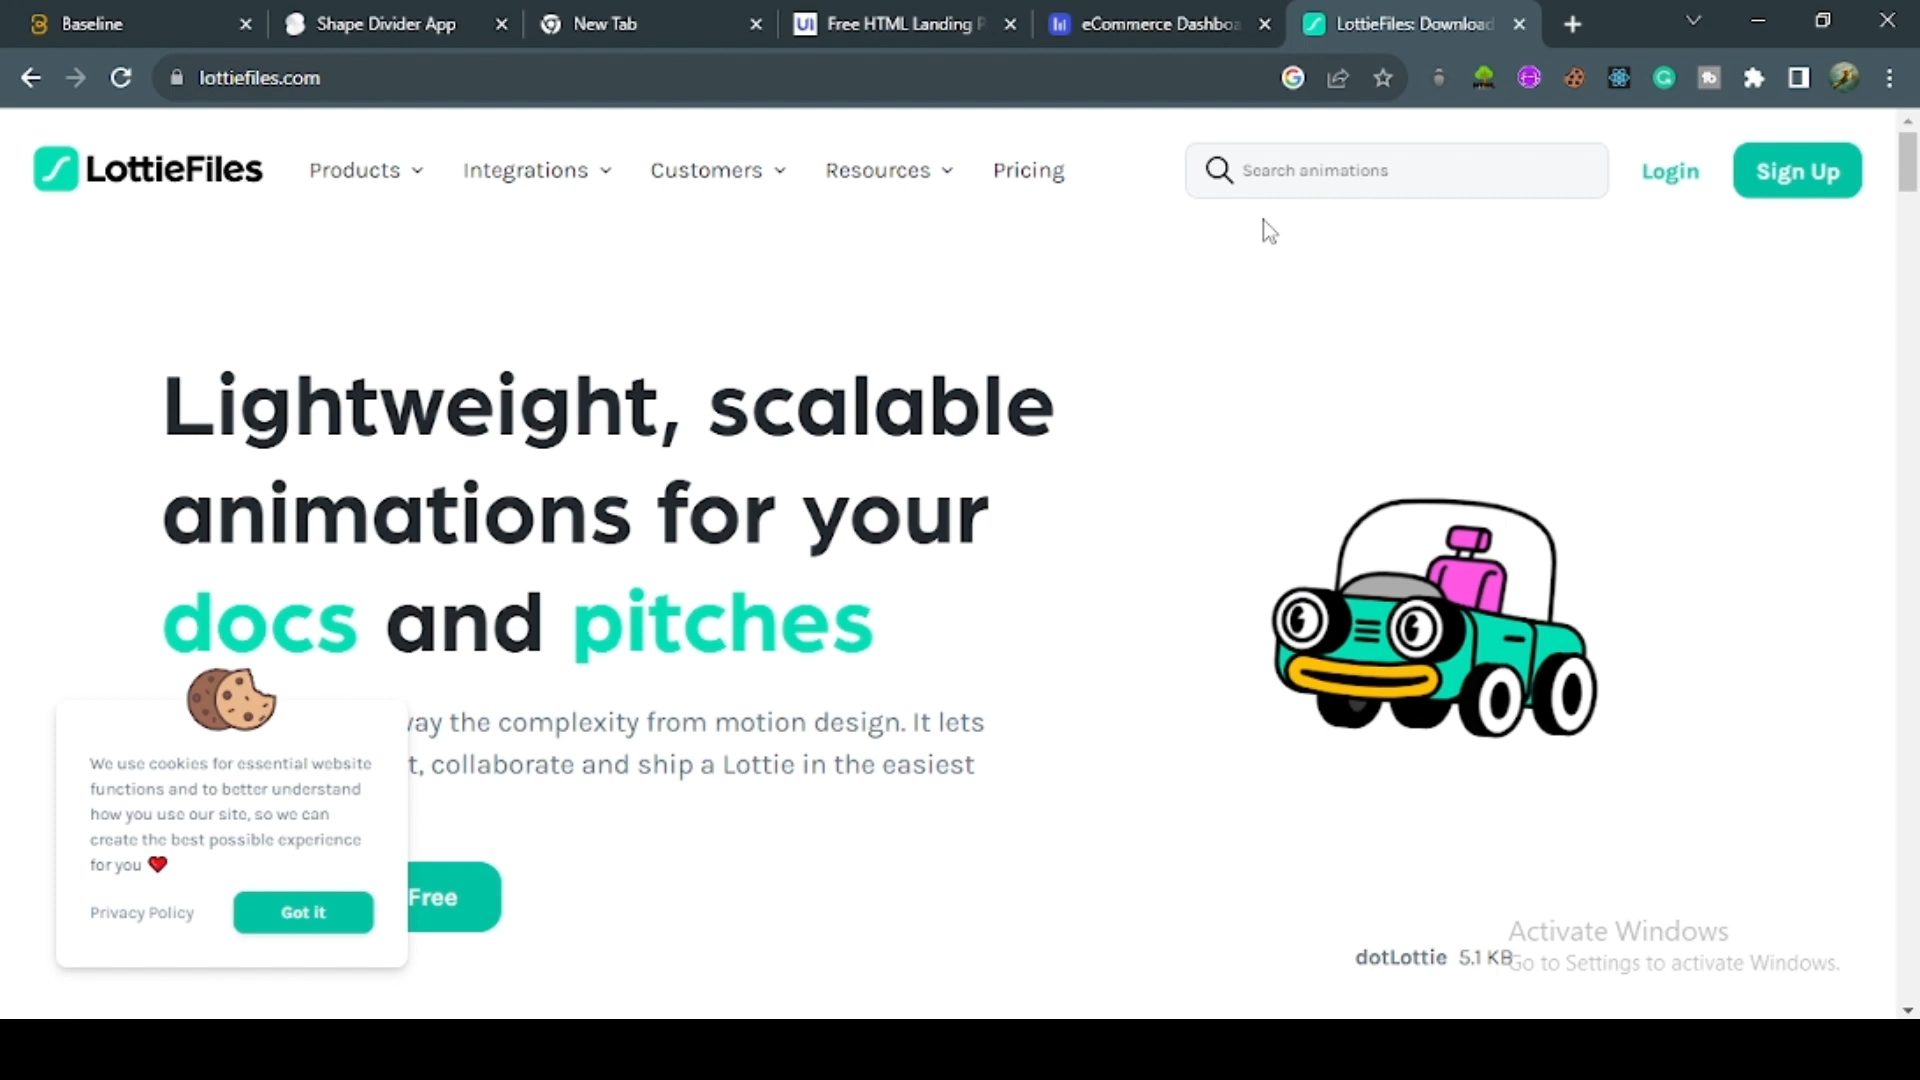 Baseline
Shape Divider App
New Tab
Free HTML Landing P
eCommerce Dashboa
LottieFiles: Download
lottiefiles.com
LottieFiles
Products
Integrations
Customers
Resources
Pricing
Search animations
Login
Sign Up
Lightweight, scalable
animations for your
docs and pitches
way the complexity from motion design. It lets
t, collaborate and ship a Lottie in the easiest
Free
We use cookies for essential website
functions and to better understand
how you use our site, so we can
create the best possible experience
for you
Privacy Policy
Got it
dotLottie 5.1 KB
Activate Windows
Go to Settings to activate Windows.